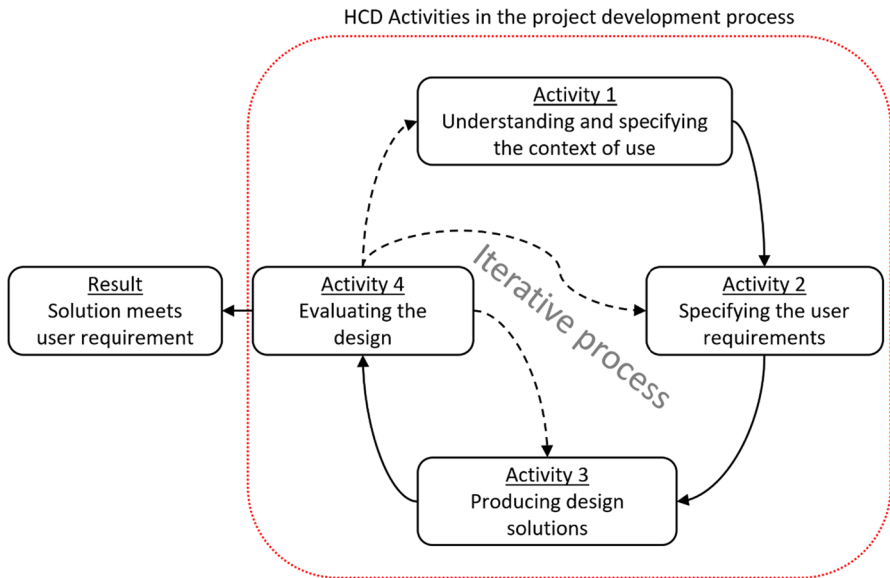 HCD Activities in the project development process
Activity 1
Understanding and specifying
the context of use
Result
Solution meets
user requirement
Activity 4
Evaluating the
design
Iterative process
Activity 2
Specifying the user
requirements
Activity 3
Producing design
solutions